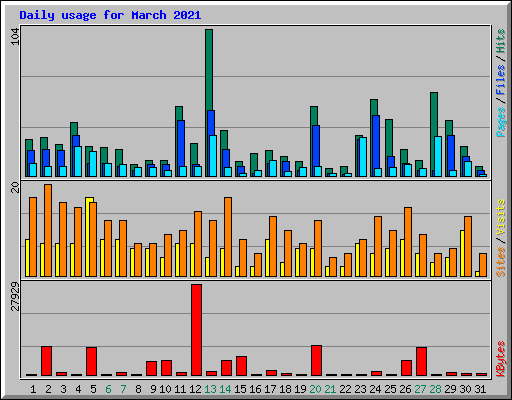 Daily usage for March 2021
104
Pages / Files / Hits
20
Sites / Visits
27929
KBytes
1 2 3 4 5 6 7 8 9 10 11 12 13 14 15 16 17 18 19 20 21 22 23 24 25 26 27 28 29 30 31